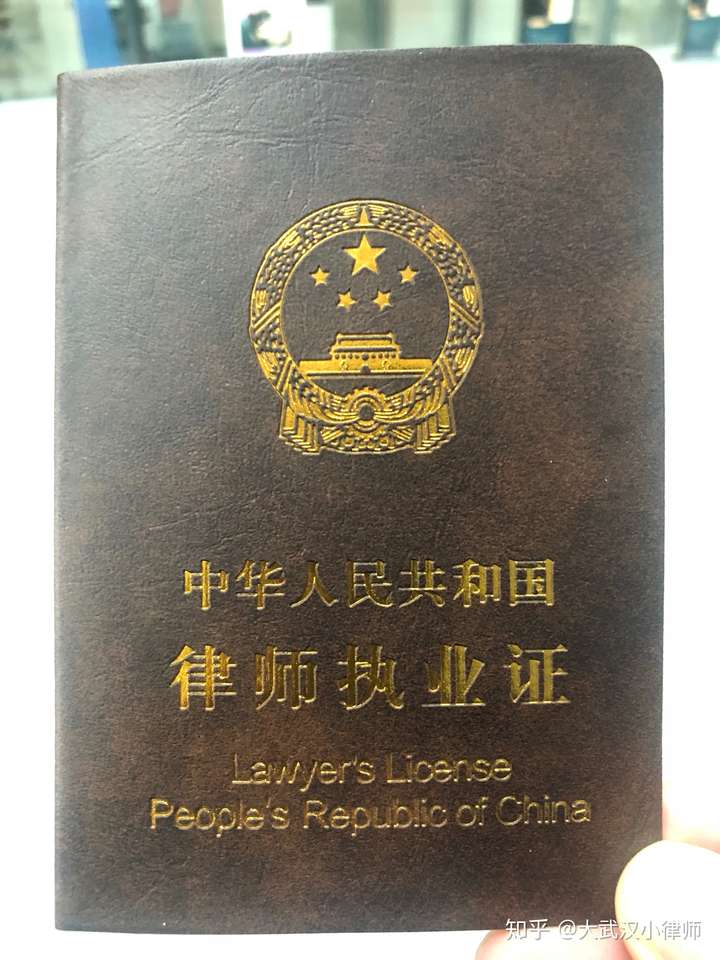 中华人民共和国
律师执业证
Lawyer's License
People's Republic of China
知乎 @大武汉小律师